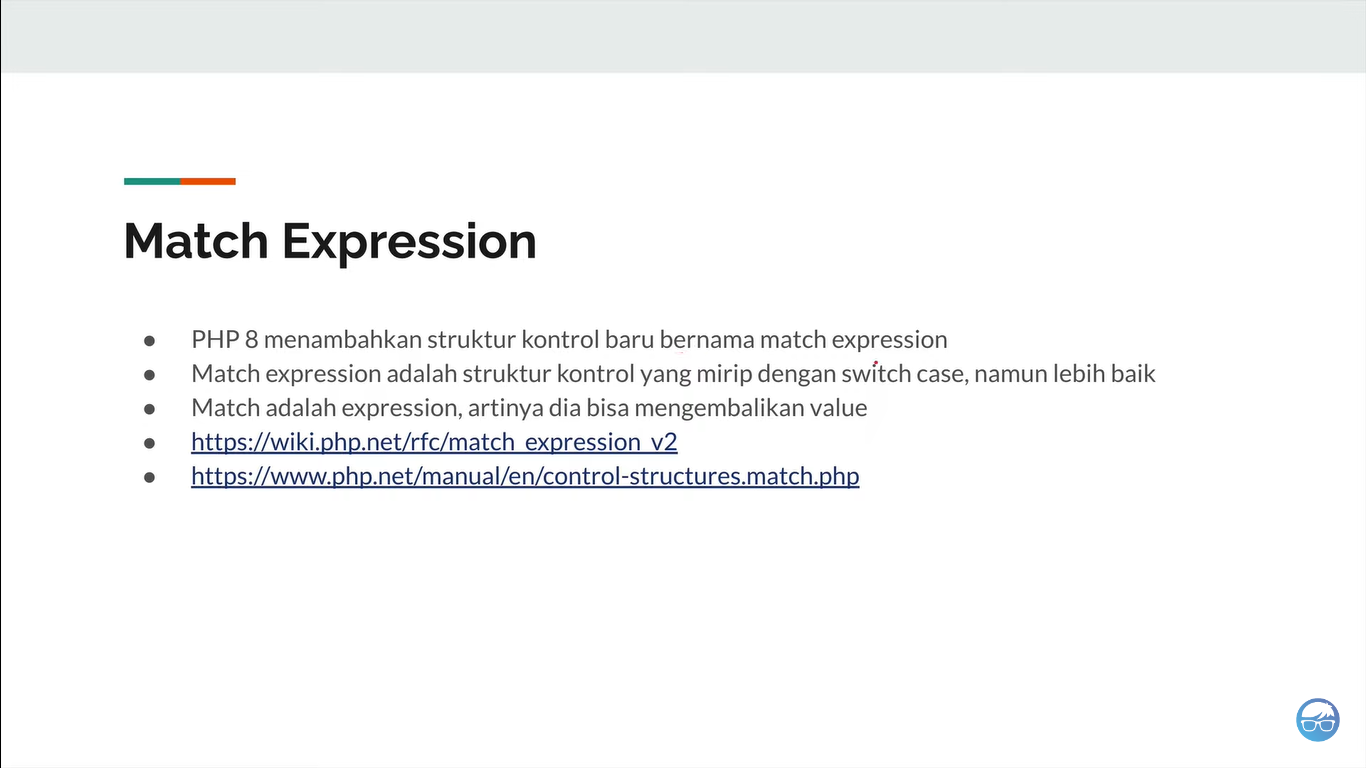 Match Expression
● PHP 8 menambahkan struktur kontrol baru bernama match expression
● Match expression adalah struktur kontrol yang mirip dengan switch case, namun lebih baik
● Match adalah expression, artinya dia bisa mengembalikan value
● https://wiki.php.net/rfc/match_expression_v2
● https://www.php.net/manual/en/control-structures.match.php